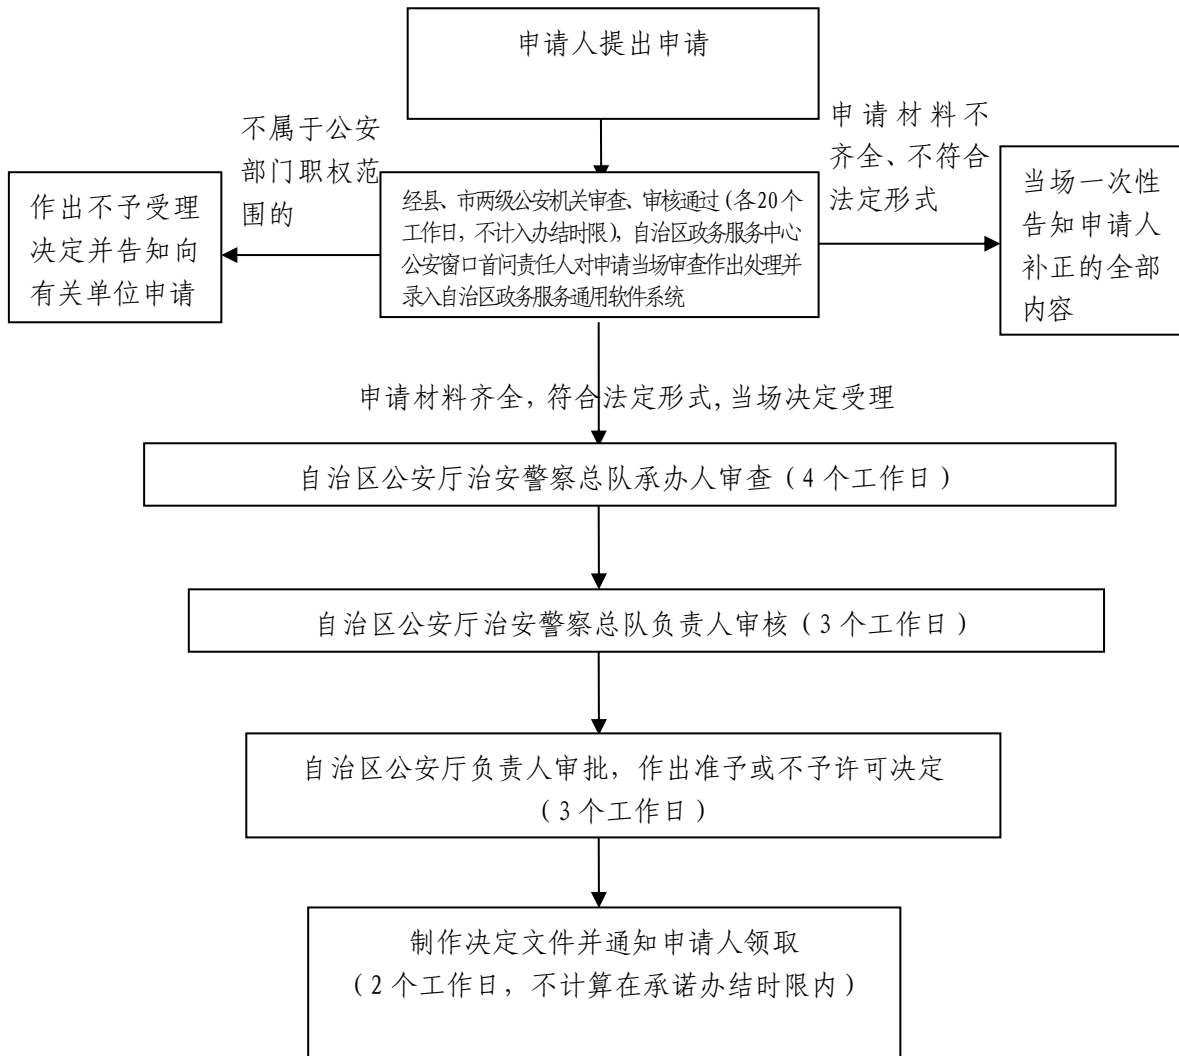 申请人提出申请
不属于公安
部门职权范
围的
申请材料不
齐全、不符合
法定形式
作出不予受理
决定并告知向
有关单位申请
经县、市两级公安机关审查、审核通过(各20个
工作日,不计入办结时限),自治区政务服务中心
公安窗口首问责任人对申请当场审查作出处理并
录入自治区政务服务通用软件系统
当场一次性
告知申请人
补正的全部
内容
申请材料齐全,符合法定形式,当场决定受理
自治区公安厅治安警察总队承办人审查(4个工作日)
自治区公安厅治安警察总队负责人审核(3个工作日)
自治区公安厅负责人审批,作出准予或不予许可决定
(3个工作日)
制作决定文件并通知申请人领取
(2个工作日,不计算在承诺办结时限内)